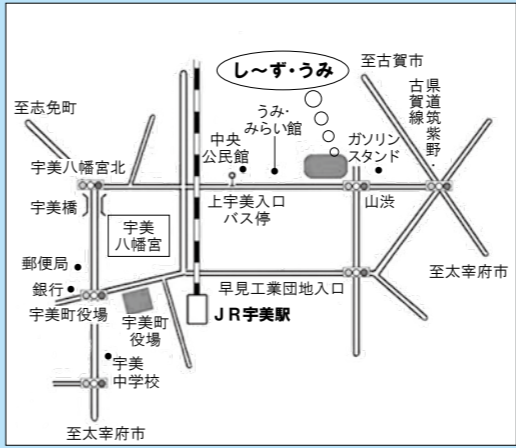 し～ず・うみ
至古賀市
県道筑紫野・
古賀線
至志免町
うみ・
みらい館
中央
公民館
ガソリン
スタンド
宇美八幡宮北
宇美橋
上宇美入口
バス停
山渋
宇美
八幡宮
郵便局
銀行
至太宰府市
早見工業団地入口
宇美町役場
宇美町
役場
JR宇美駅
宇美
中学校
至太宰府市